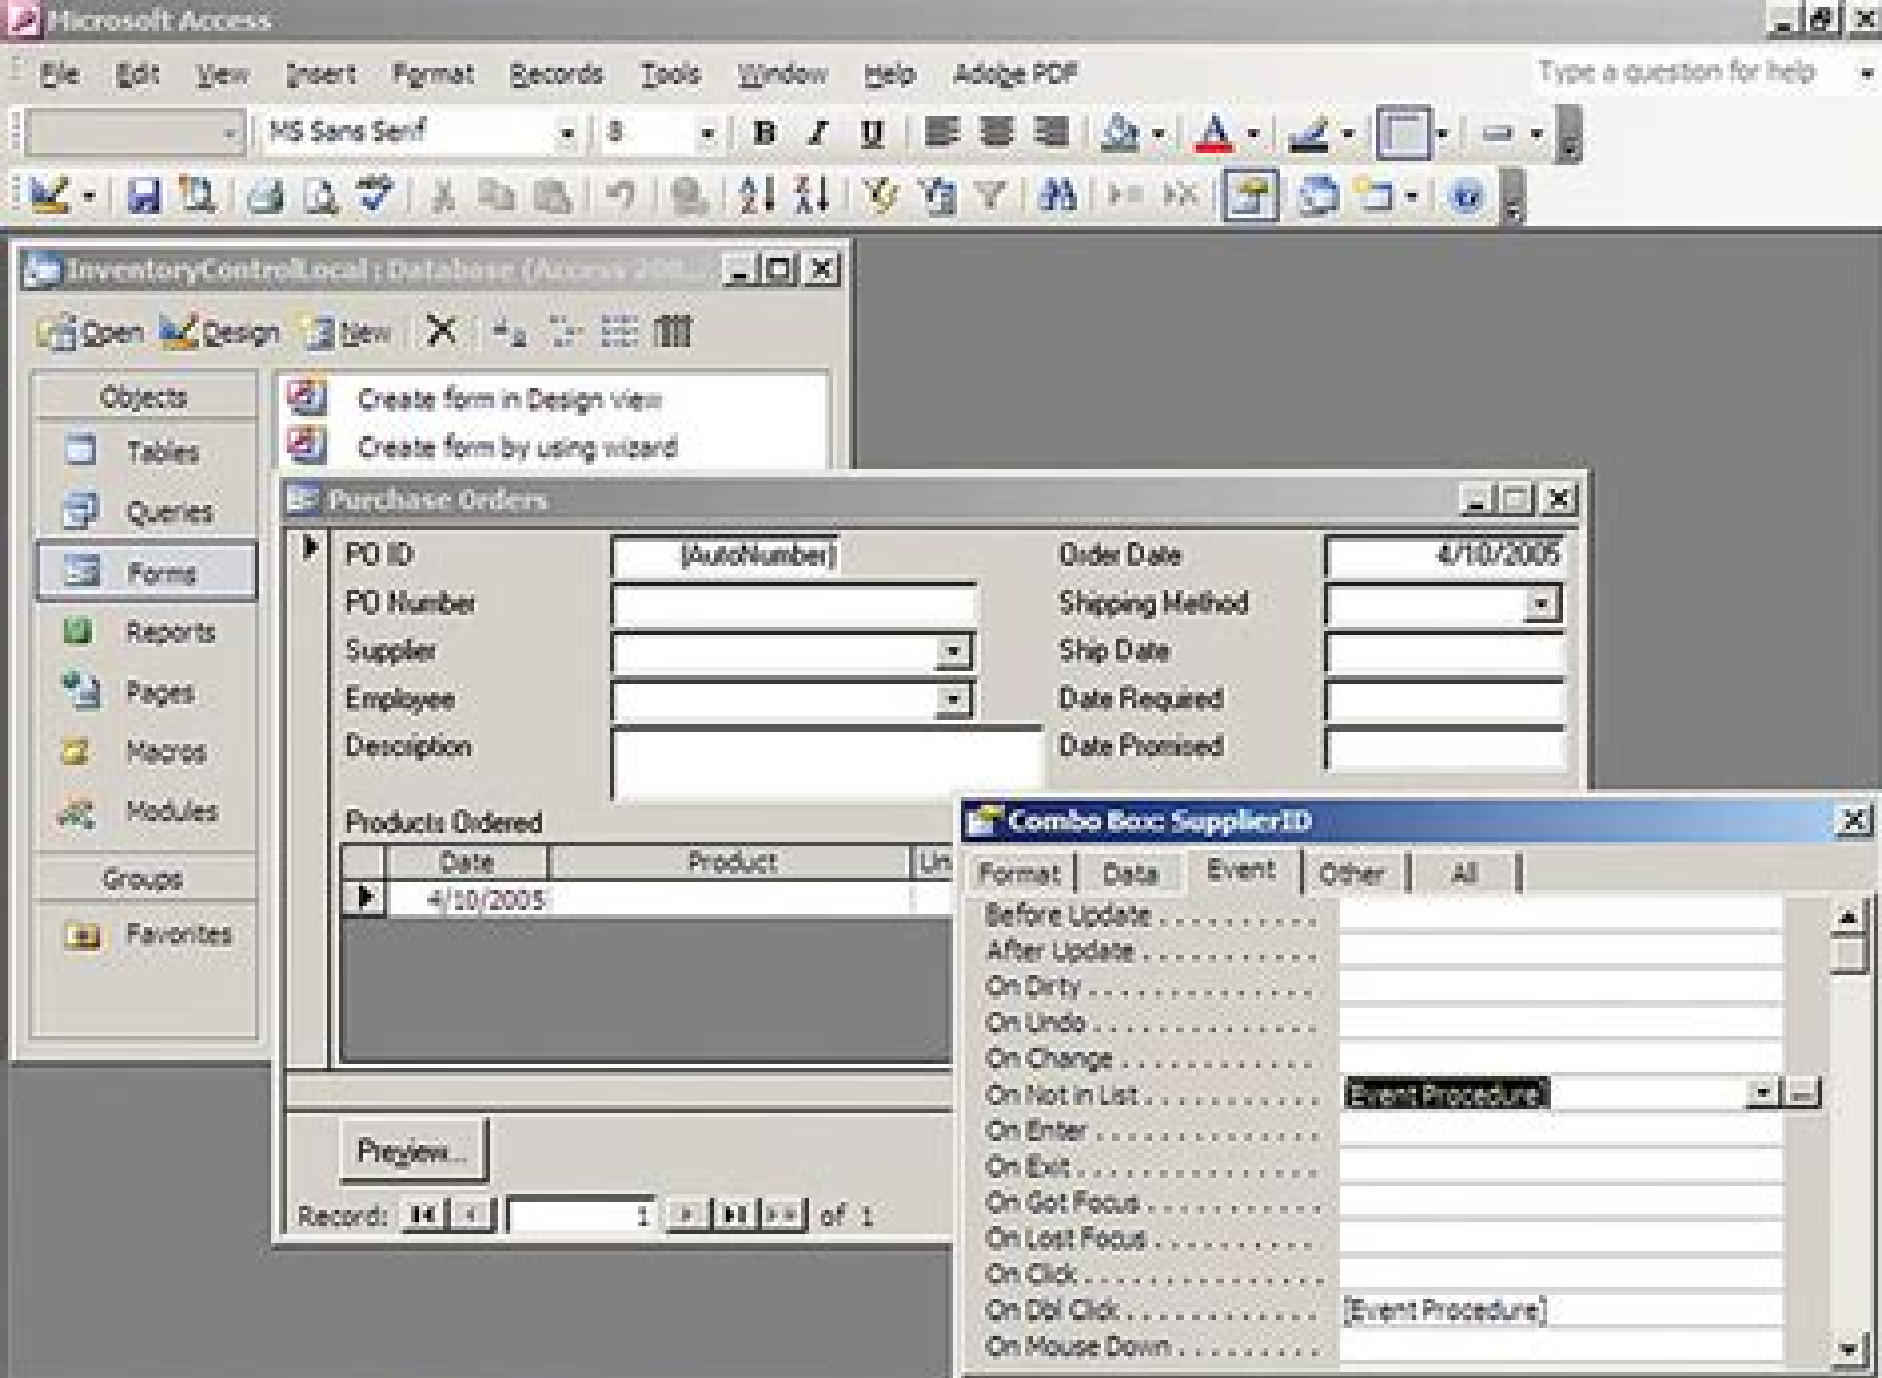 Microsoft Access
File Edit View Insert Format Records Tools Window Help Adobe PDF Type a question for help
MS Sans Serif 8 B I U
InventoryControlLocal : Database (Access 200...
Open Design New
Objects
Tables
Queries
Forms
Reports
Pages
Macros
Modules
Groups
Favorites
Create form in Design view
Create form by using wizard
Purchase Orders
PO ID (AutoNumber) Order Date 4/10/2005
PO Number Shipping Method
Supplier Ship Date
Employee Date Required
Description Date Promised
Products Ordered
Date Product Un
4/10/2005
Preview...
Record: 1 of 1
Combo Box: SupplierID
Format Data Event Other All
Before Update . . . . . . . . . .
After Update . . . . . . . . . . .
On Dirty . . . . . . . . . . . . . .
On Undo . . . . . . . . . . . . . .
On Change . . . . . . . . . . . .
On Not in List . . . . . . . . . . . [Event Procedure]
On Enter . . . . . . . . . . . . . .
On Exit . . . . . . . . . . . . . . .
On Got Focus . . . . . . . . . . .
On Lost Focus . . . . . . . . . .
On Click . . . . . . . . . . . . . . .
On Dbl Click . . . . . . . . . . . . [Event Procedure]
On Mouse Down . . . . . . . . .